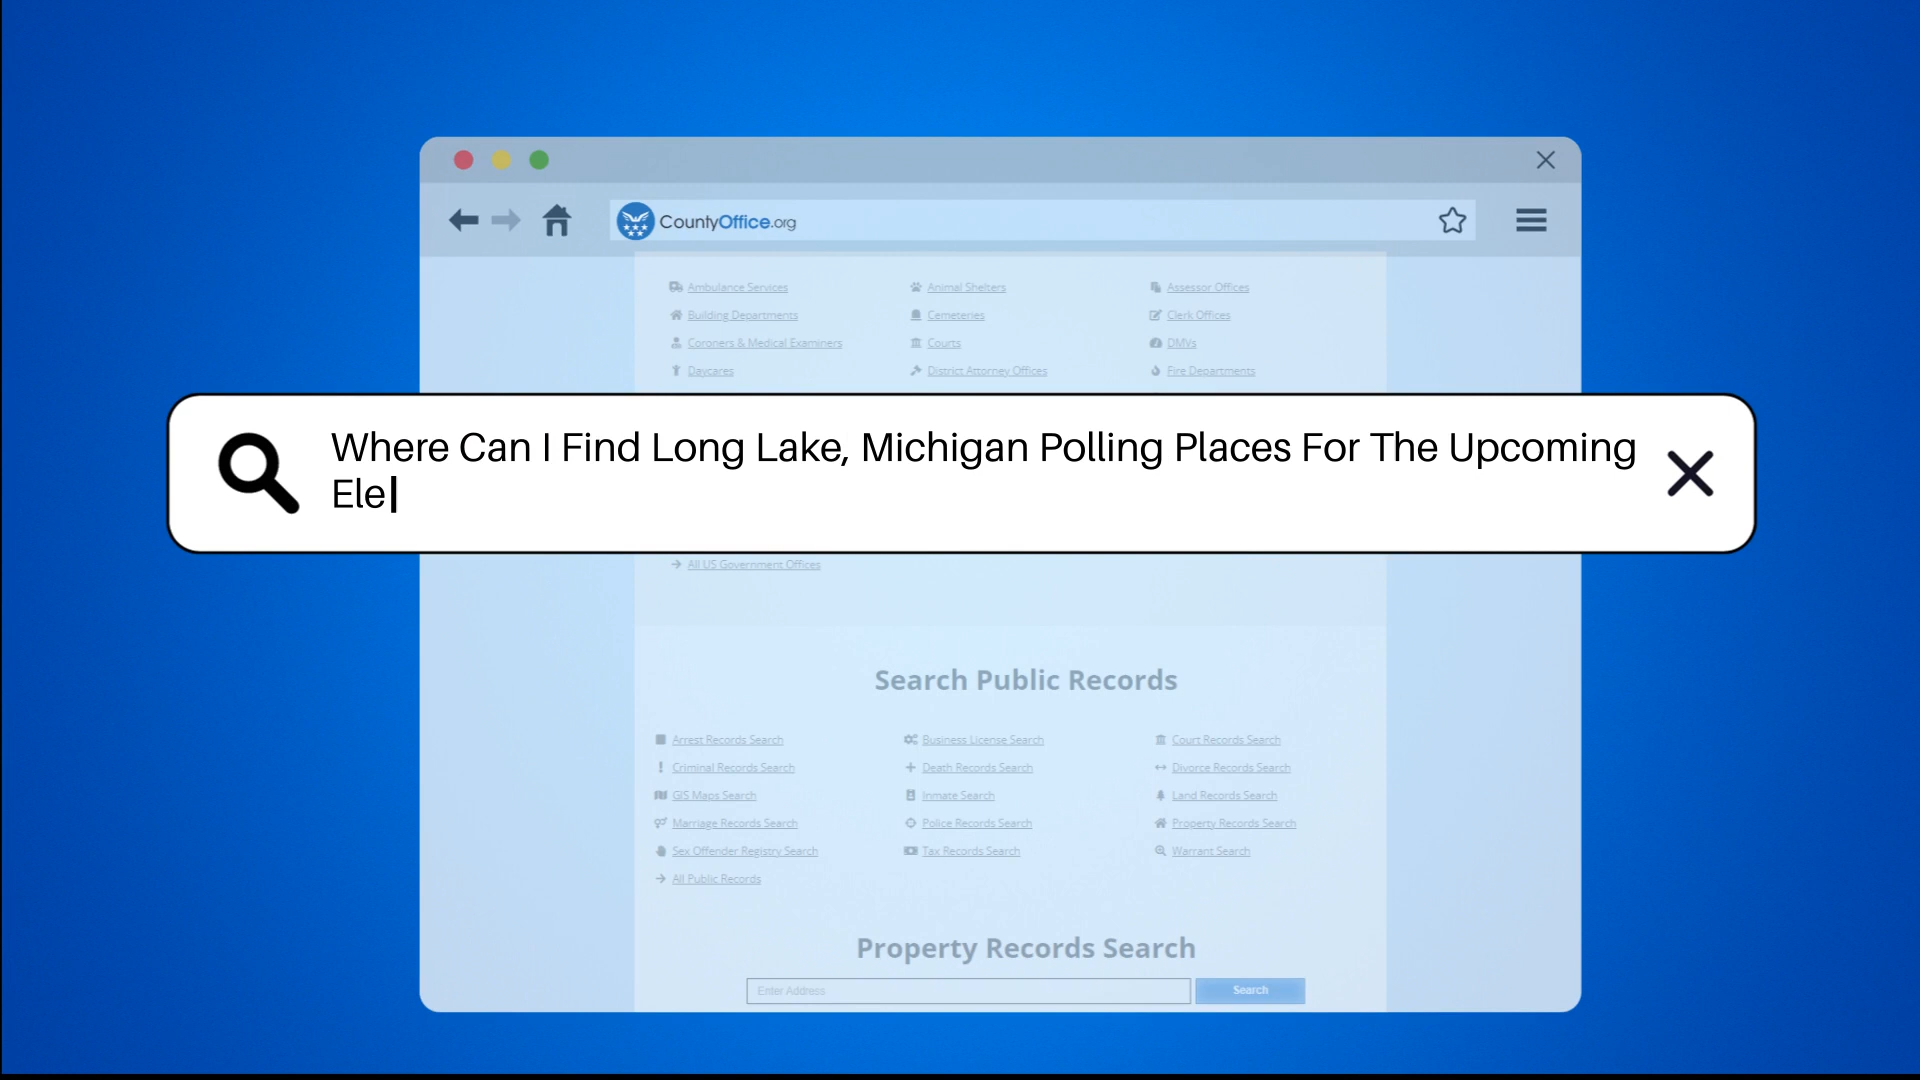 CountyOffice.org
Ambulance Services Animal Shelters Assessor Offices
Building Departments Cemeteries Clerk Offices
Coroners & Medical Examiners Courts DMVs
Daycares District Attorney Offices Fire Departments
Where Can I Find Long Lake, Michigan Polling Places For The Upcoming
Ele
All US Government Offices
Search Public Records
Arrest Records Search Business License Search Court Records Search
Criminal Records Search Death Records Search Divorce Records Search
GIS Maps Search Inmate Search Land Records Search
Marriage Records Search Police Records Search Property Records Search
Sex Offender Registry Search Tax Records Search Warrant Search
All Public Records
Property Records Search
Enter Address Search